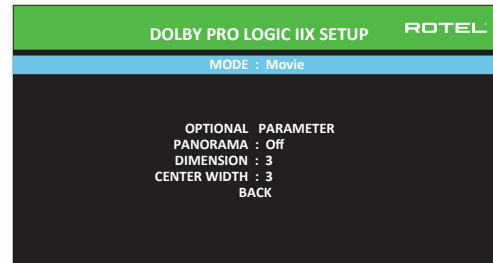 DOLBY PRO LOGIC IIX SETUP
ROTEL
MODE : Movie
OPTIONAL PARAMETER
PANORAMA : Off
DIMENSION : 3
CENTER WIDTH : 3
BACK